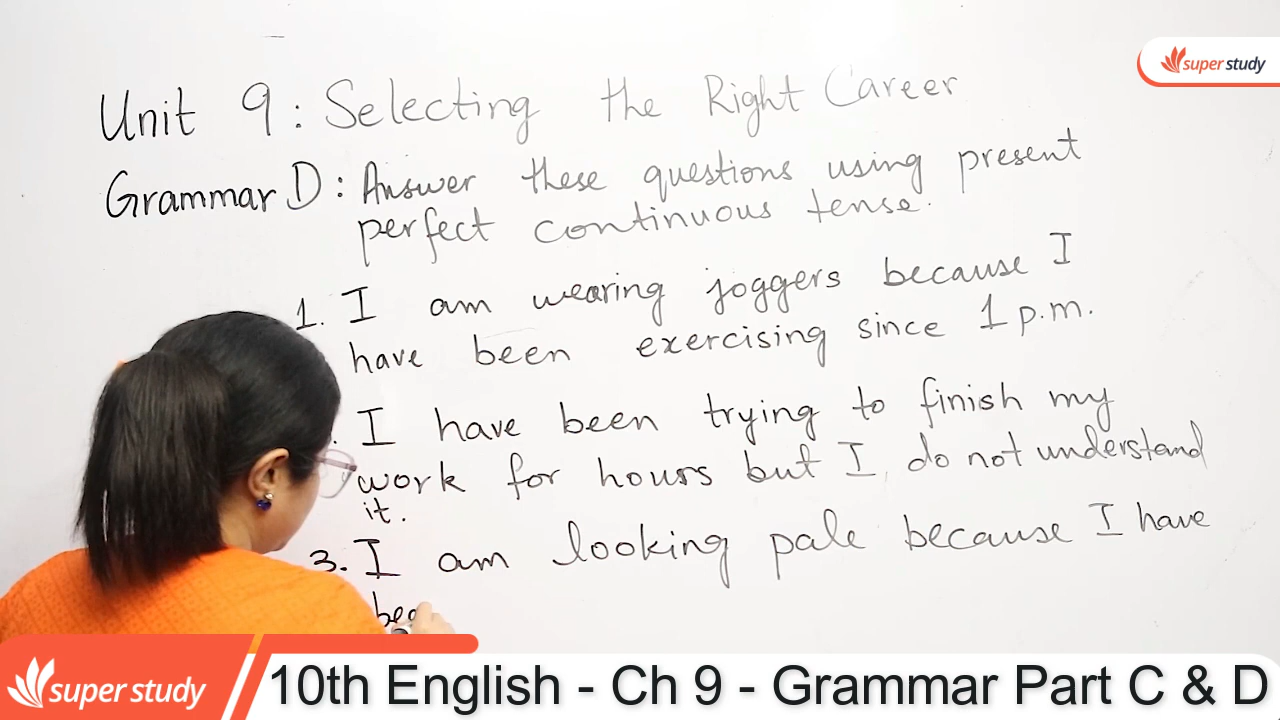 super study
Unit 9: Selecting the Right Career
Grammar D: Answer these questions using present
perfect continuous tense.
1. I am wearing joggers because I
have been exercising since 1 p.m.
I have been trying to finish my
work for hours but I do not understand
it.
3. I am looking pale because I have
super study
10th English - Ch 9 - Grammar Part C & D